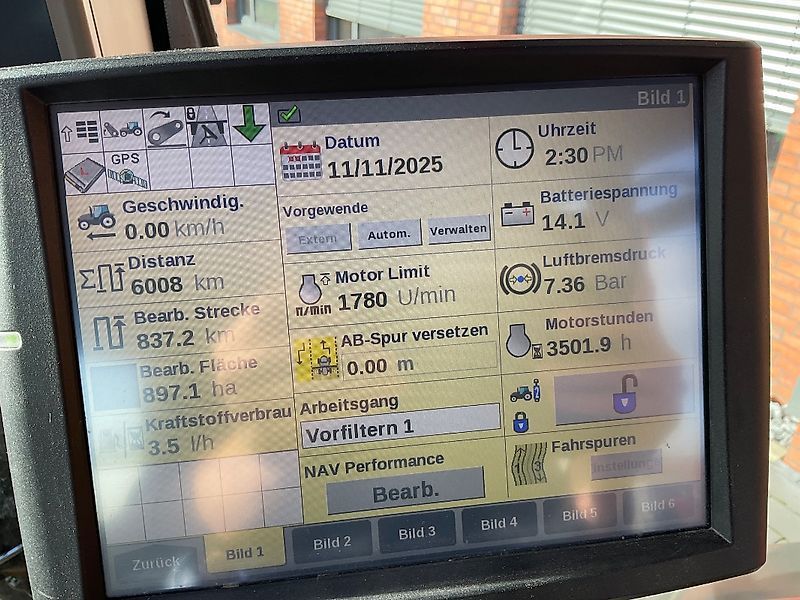 Bild 1
GPS
Datum
11/11/2025
Uhrzeit
2:30 PM
Geschwindig.
0.00 km/h
Vorgewende
Extern
Autom.
Verwalten
Batteriespannung
14.1 V
Distanz
6008 km
Motor Limit
n/min
1780 U/min
Luftbremsdruck
7.36 Bar
Bearb. Strecke
837.2 km
AB-Spur versetzen
0.00 m
Motorstunden
3501.9 h
Bearb. Fläche
897.1 ha
Arbeitsgang
Vorfiltern 1
Kraftstoffverbrau
3.5 l/h
NAV Performance
Bearb.
Fahrspuren
3
Einstellunge
Zurück
Bild 1
Bild 2
Bild 3
Bild 4
Bild 5
Bild 6